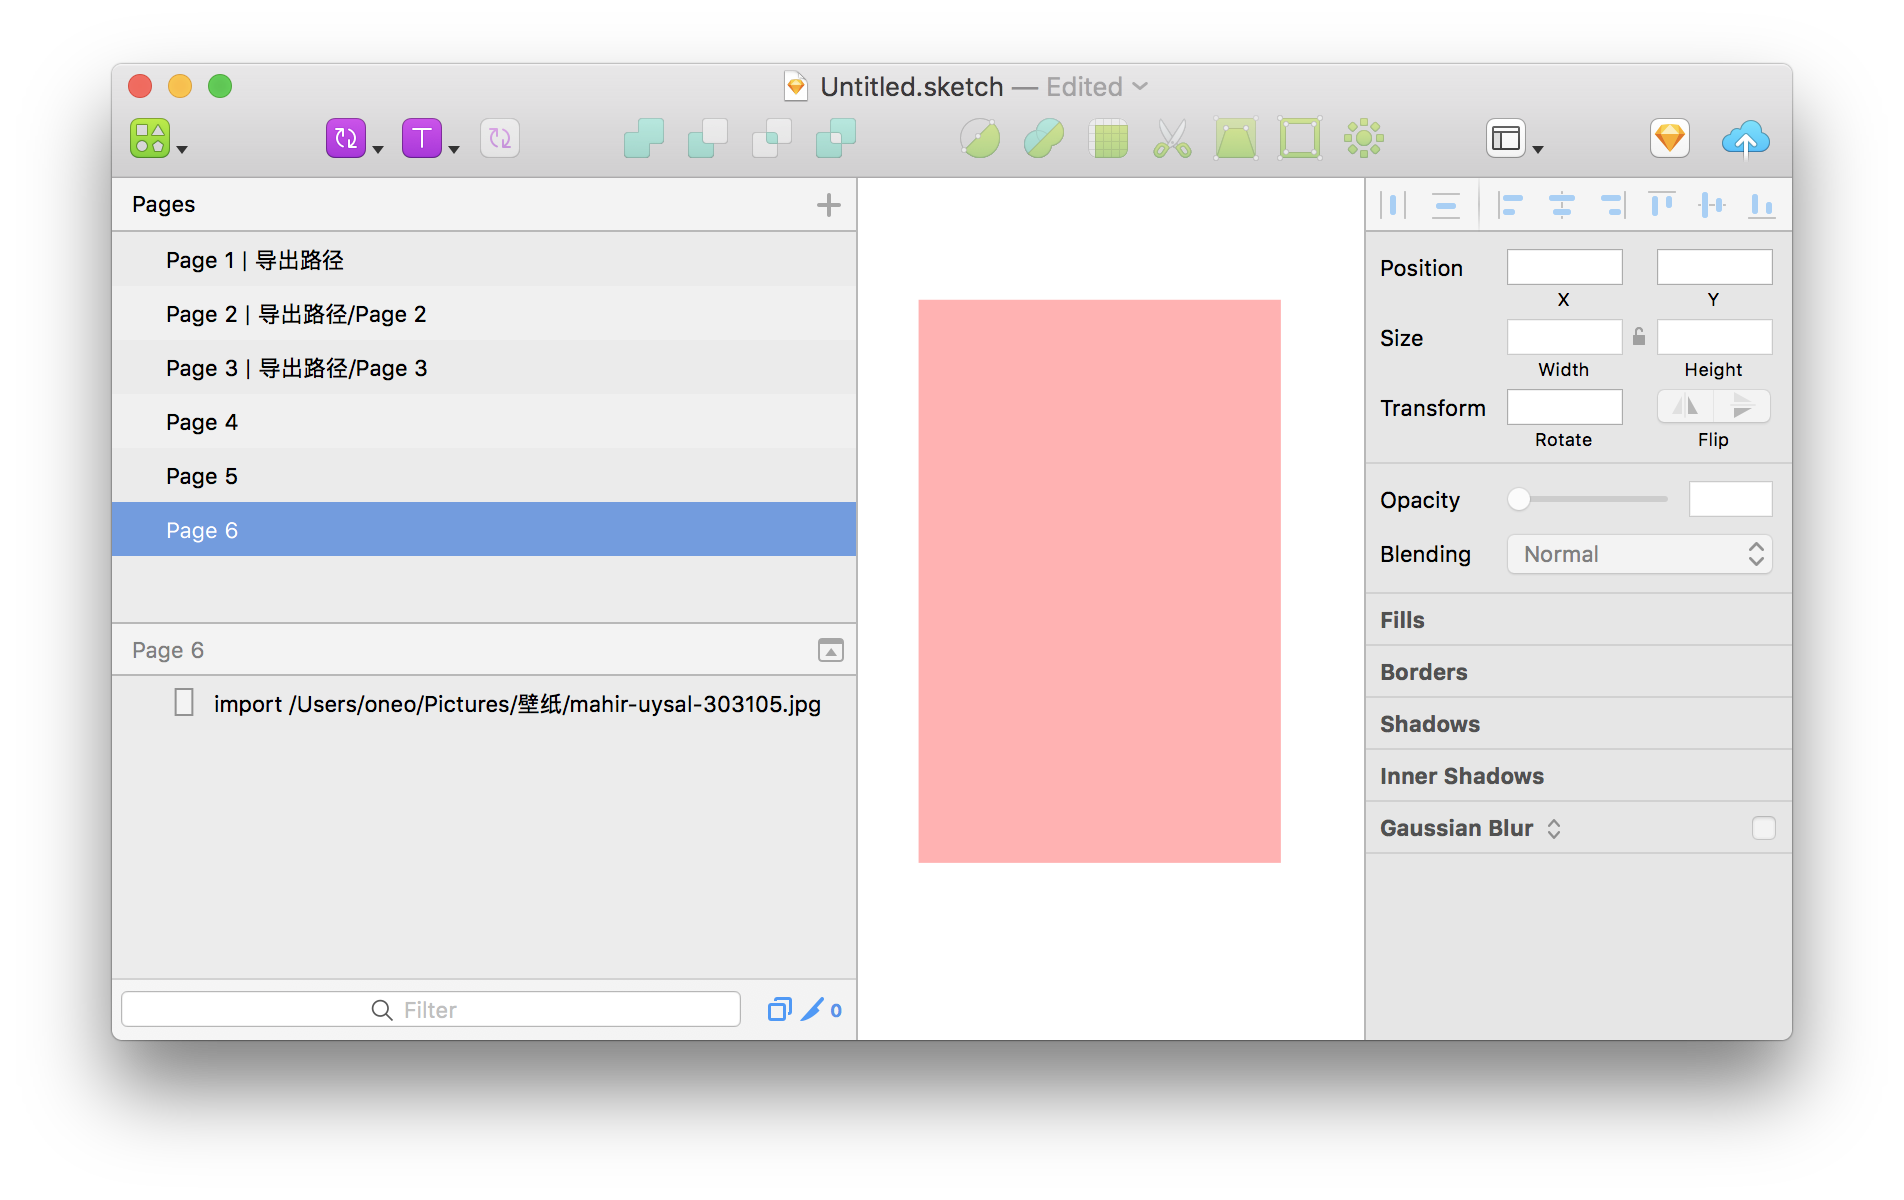 Untitled.sketch — Edited
T
Pages
Page 1 | 导出路径
Page 2 | 导出路径/Page 2
Page 3 | 导出路径/Page 3
Page 4
Page 5
Page 6
Page 6
import /Users/oneo/Pictures/壁纸/mahir-uysal-303105.jpg
Filter
0
Position
X
Y
Size
Width
Height
Transform
Rotate
Flip
Opacity
Blending
Normal
Fills
Borders
Shadows
Inner Shadows
Gaussian Blur